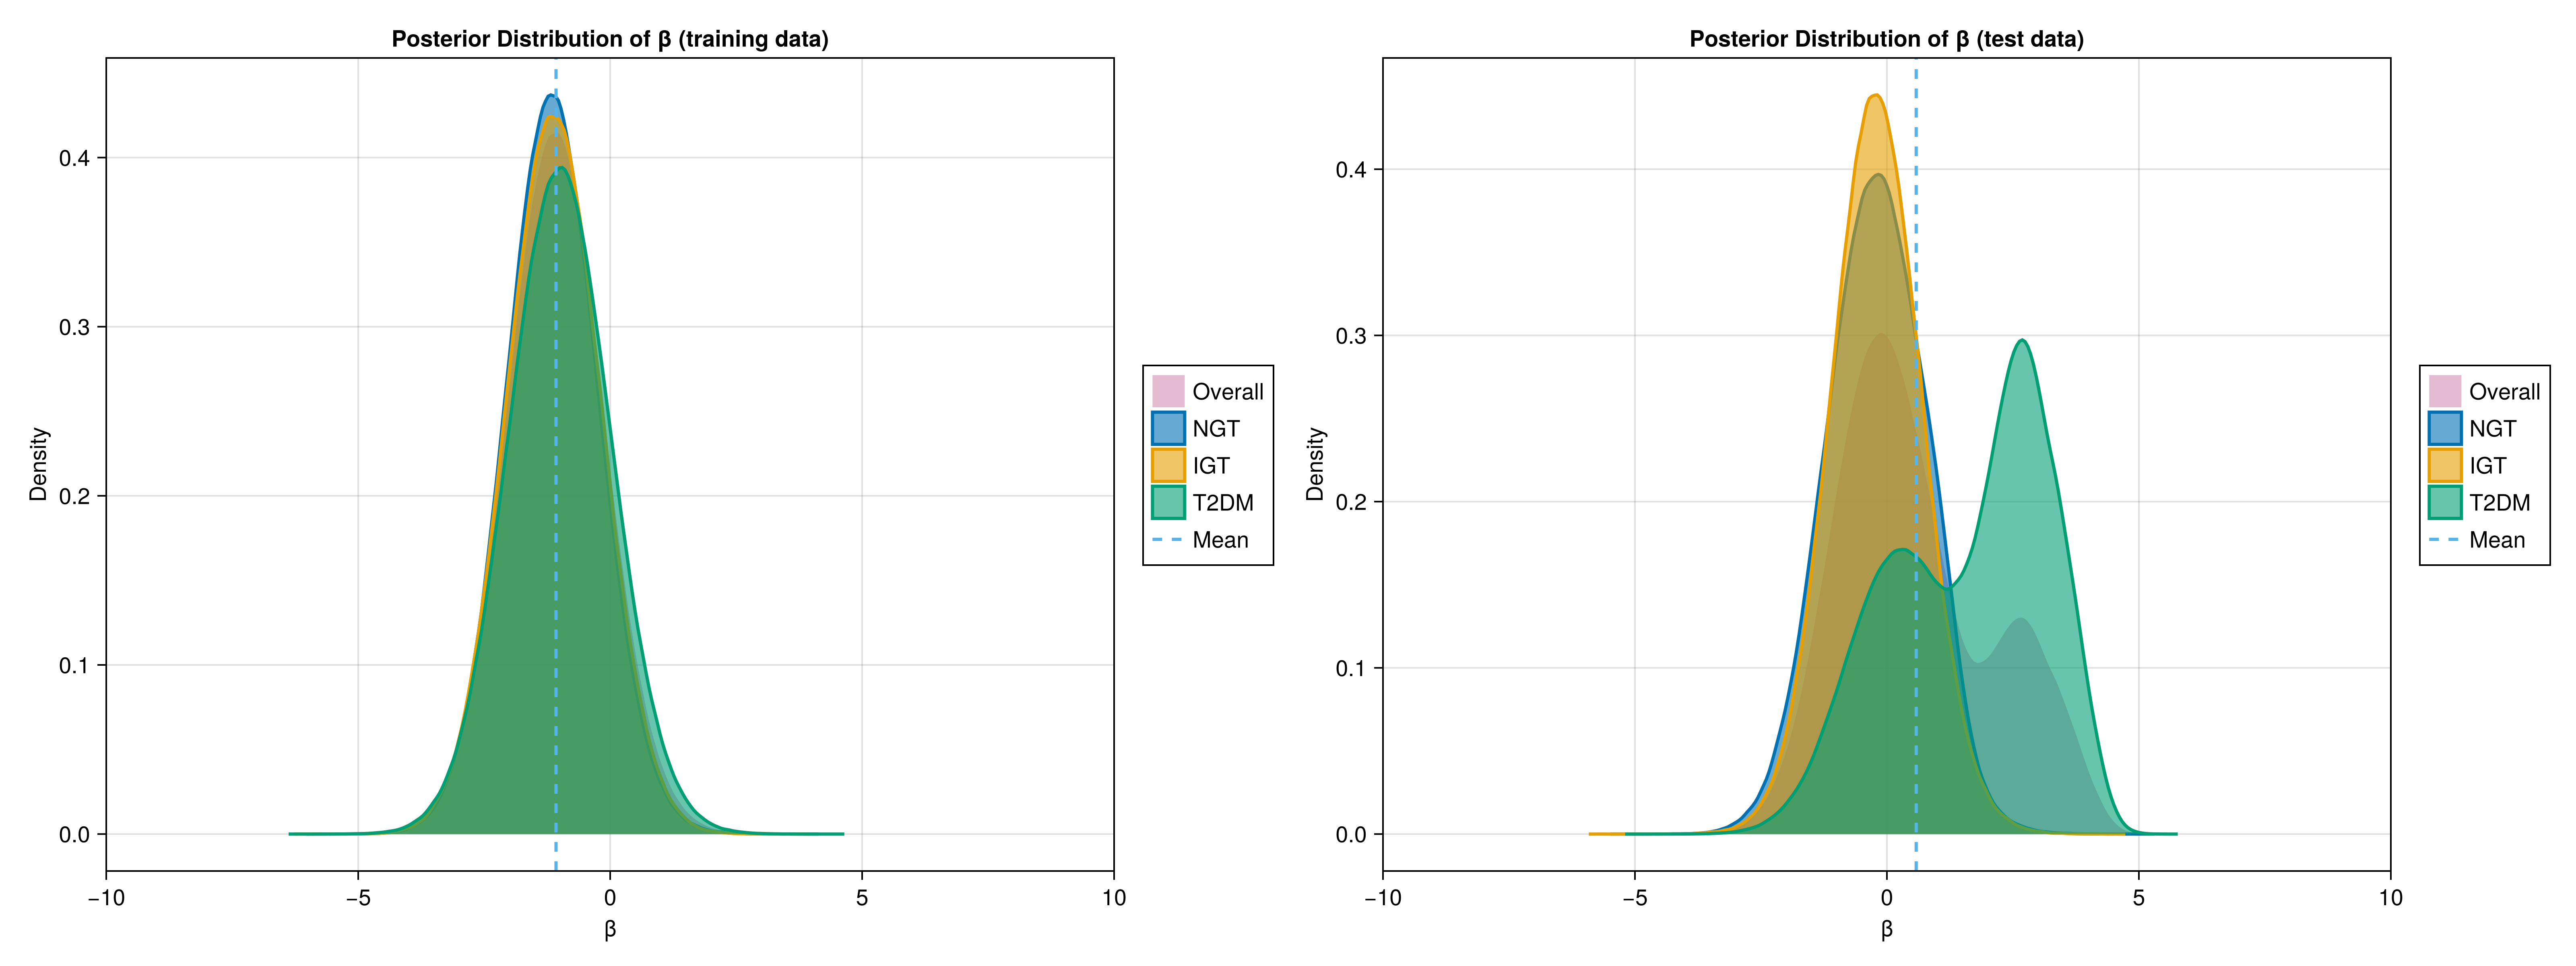 Posterior Distribution of β (training data)
Density
0.4
0.3
0.2
0.1
0.0
−10
−5
0
5
10
β
Overall
NGT
IGT
T2DM
Mean
Posterior Distribution of β (test data)
Density
0.4
0.3
0.2
0.1
0.0
−10
−5
0
5
10
β
Overall
NGT
IGT
T2DM
Mean